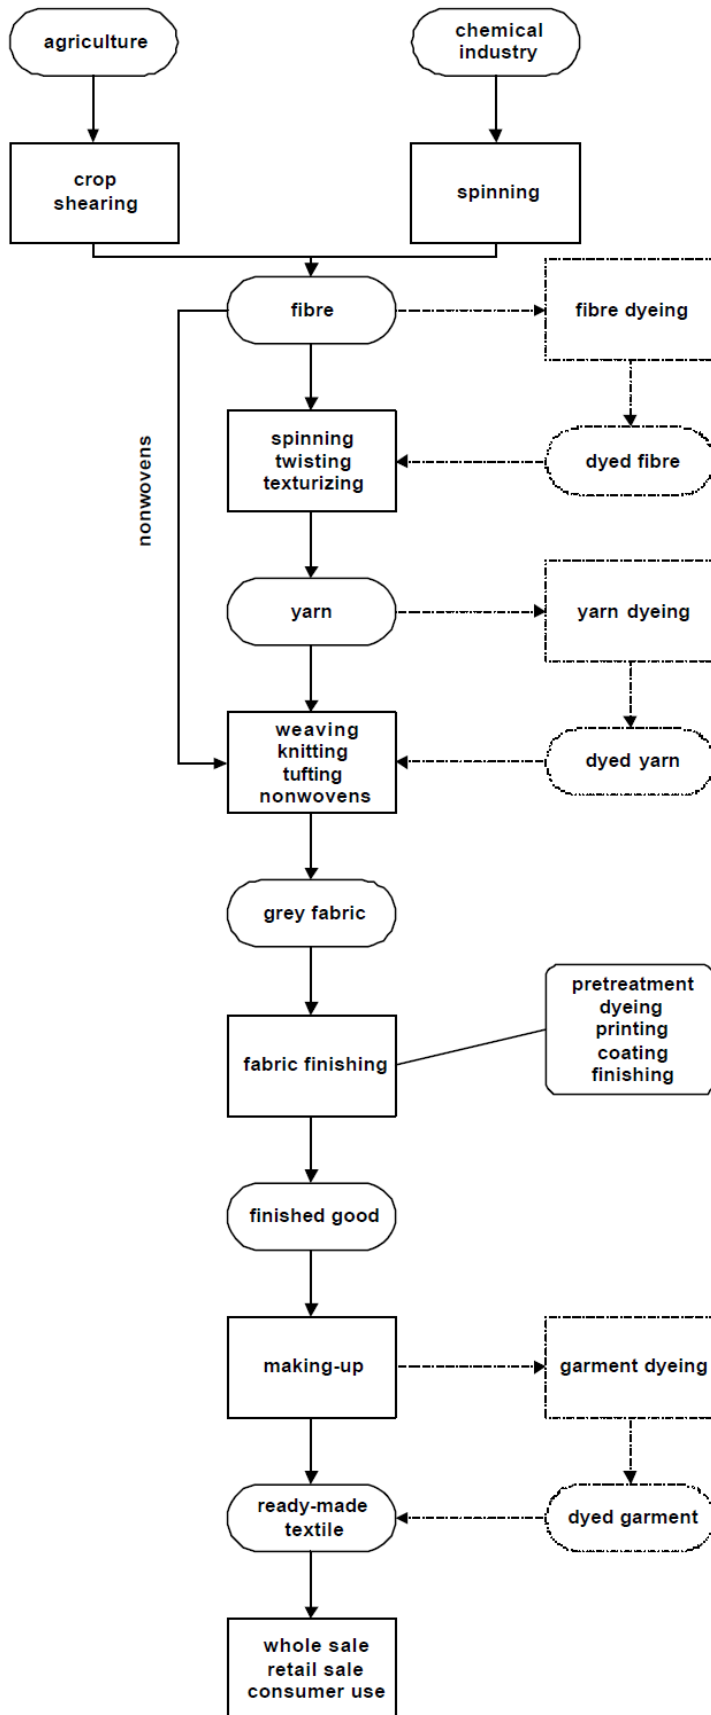 agriculture
chemical
industry
crop
shearing
spinning
fibre
fibre dyeing
nonwovens
spinning
twisting
texturizing
dyed fibre
yarn
yarn dyeing
weaving
knitting
tufting
nonwovens
dyed yarn
grey fabric
pretreatment
dyeing
printing
coating
finishing
fabric finishing
finished good
making-up
garment dyeing
ready-made
textile
dyed garment
whole sale
retail sale
consumer use